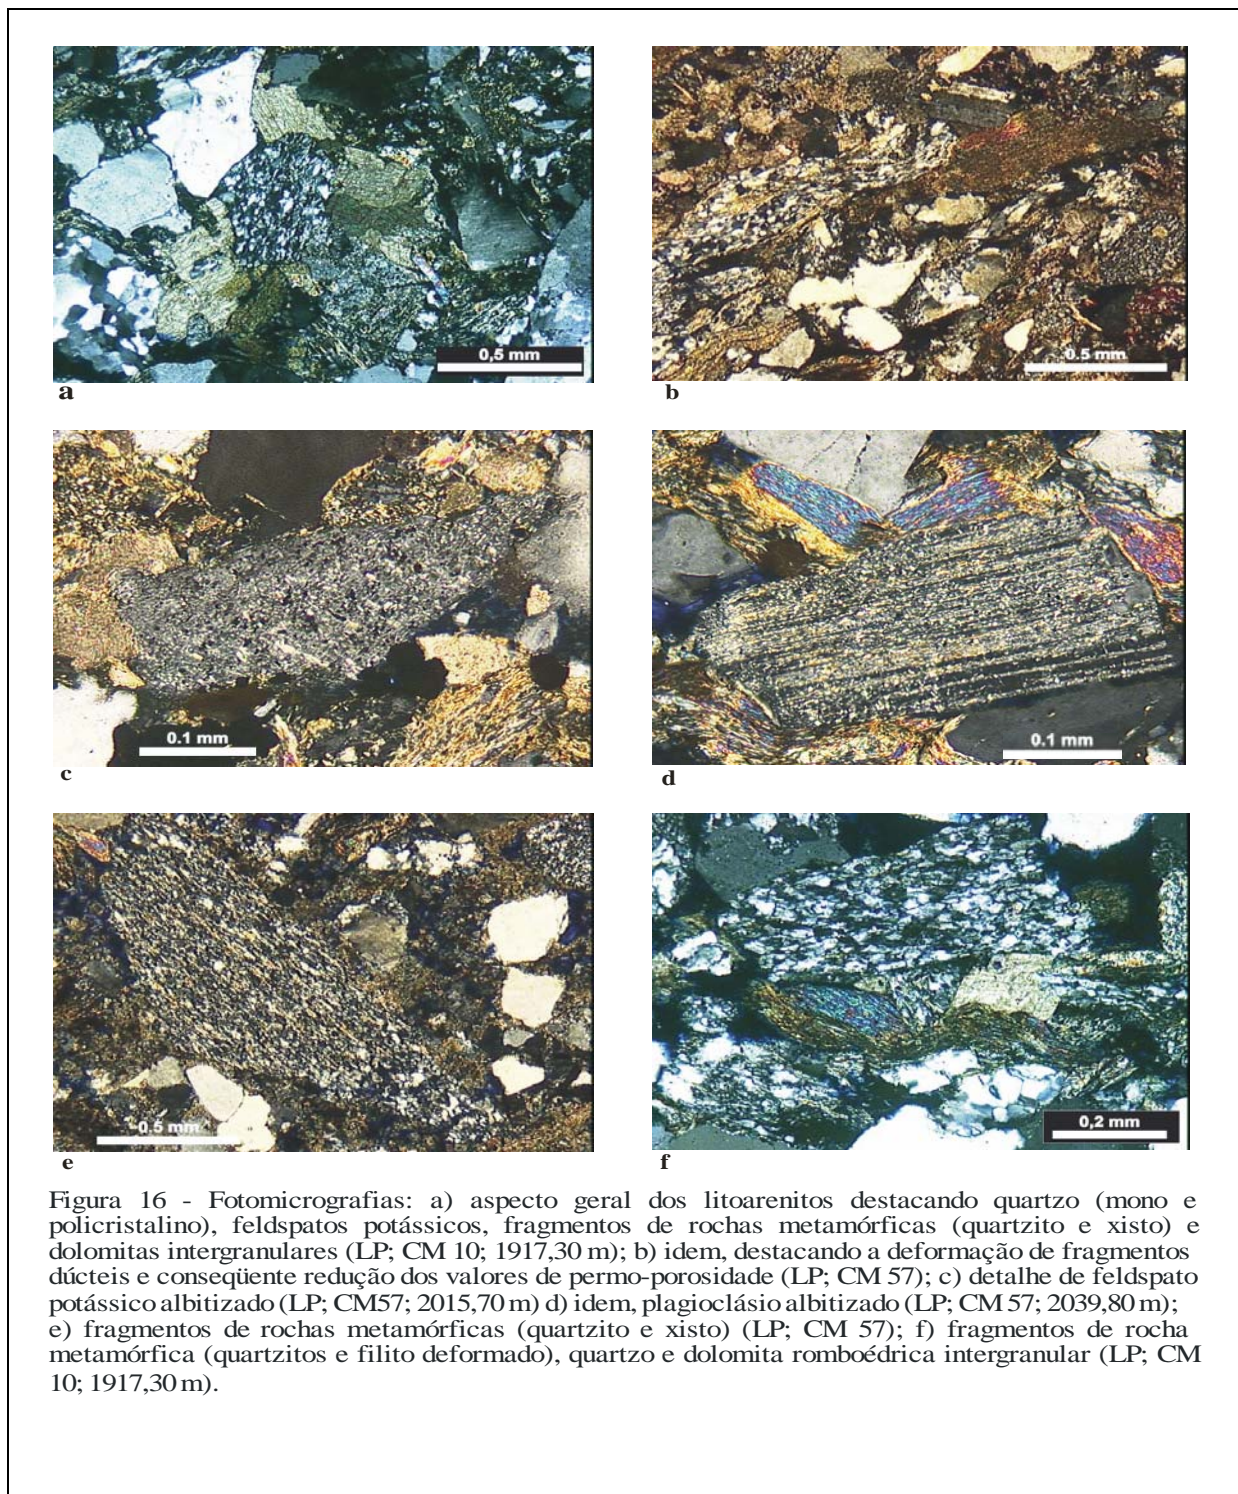 0,5 mm
a
0.5 mm
b
0.1 mm
c
0.1 mm
d
0.5 mm
e
0,2 mm
f
Figura 16 - Fotomicrografias: a) aspecto geral dos litoarenitos destacando quartzo (mono e
policristalino), feldspatos potássicos, fragmentos de rochas metamórficas (quartzito e xisto) e
dolomitas intergranulares (LP; CM 10; 1917,30 m); b) idem, destacando a deformação de fragmentos
dúcteis e conseqüente redução dos valores de permo-porosidade (LP; CM 57); c) detalhe de feldspato
potássico albitizado (LP; CM57; 2015,70 m) d) idem, plagioclásio albitizado (LP; CM 57; 2039,80 m);
e) fragmentos de rochas metamórficas (quartzito e xisto) (LP; CM 57); f) fragmentos de rocha
metamórfica (quartzitos e filito deformado), quartzo e dolomita romboédrica intergranular (LP; CM
10; 1917,30 m).